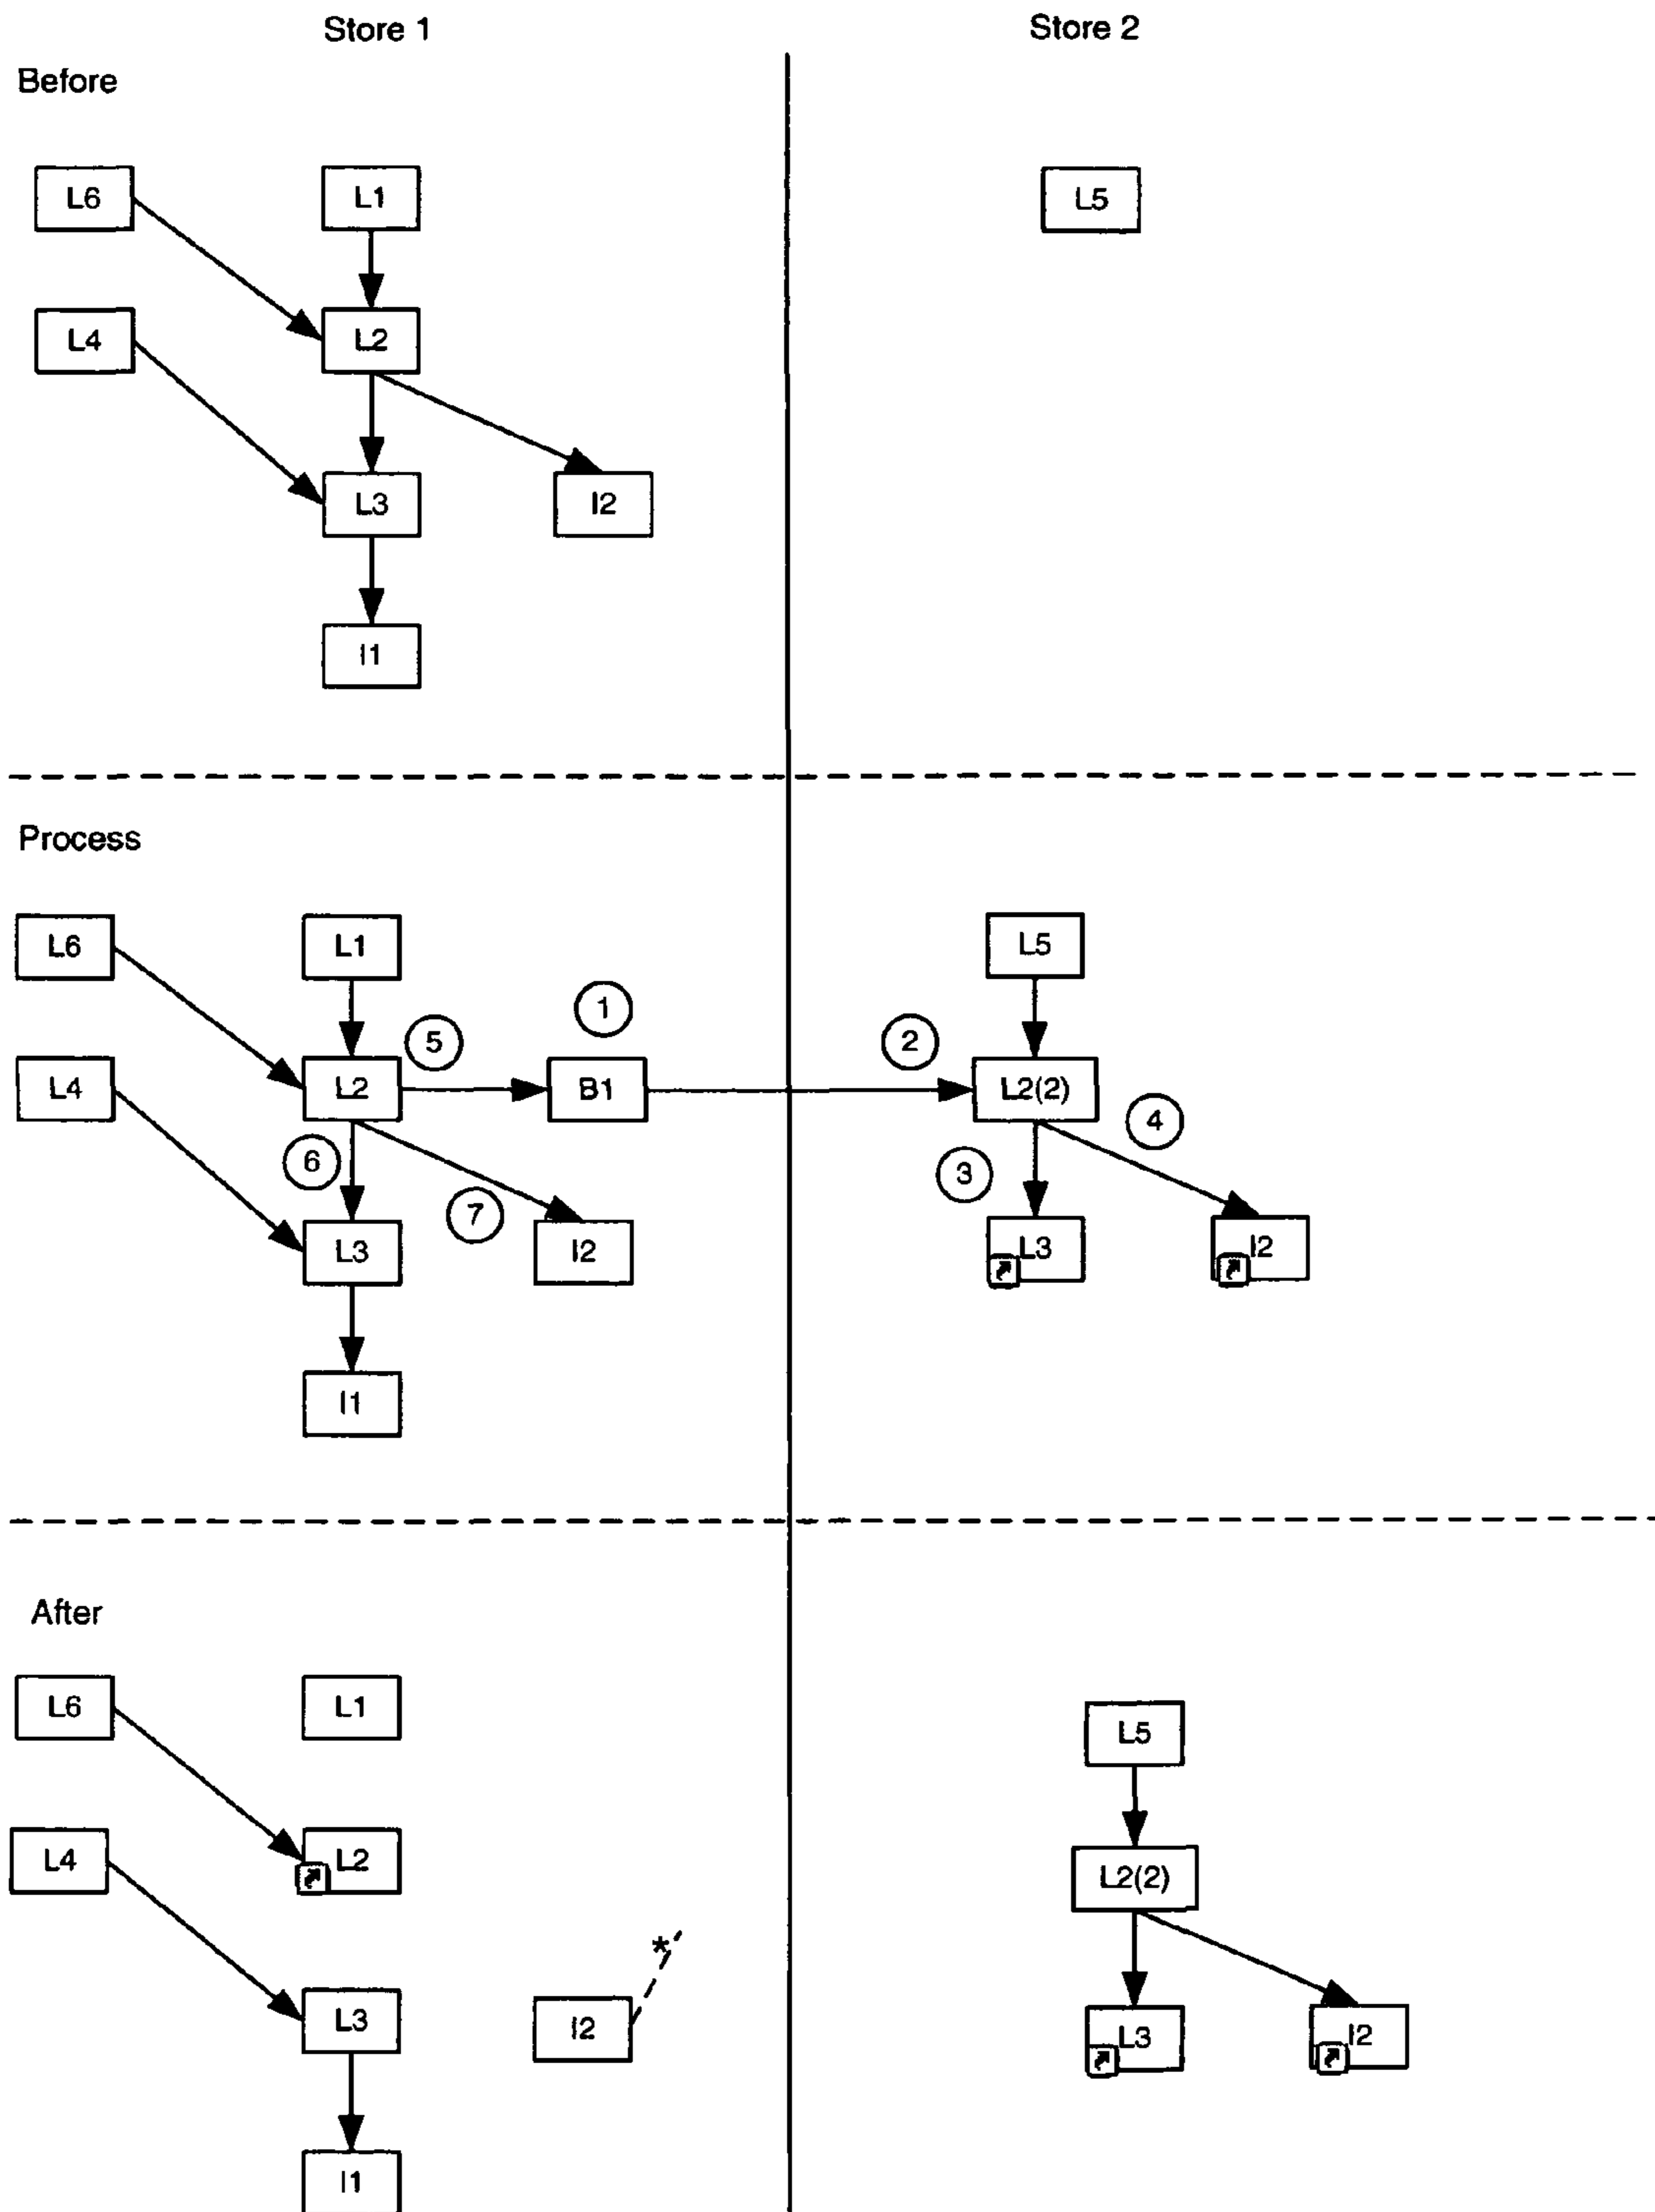 Store 1
Store 2
Before
L6
L1
L5
L4
L2
L3
I2
I1
Process
L6
L1
L5
1
5
2
L4
L2
B1
L2(2)
4
6
3
7
L3
I2
L3
I2
I1
After
L6
L1
L5
L4
L2
L2(2)
*
L3
I2
L3
I2
I1